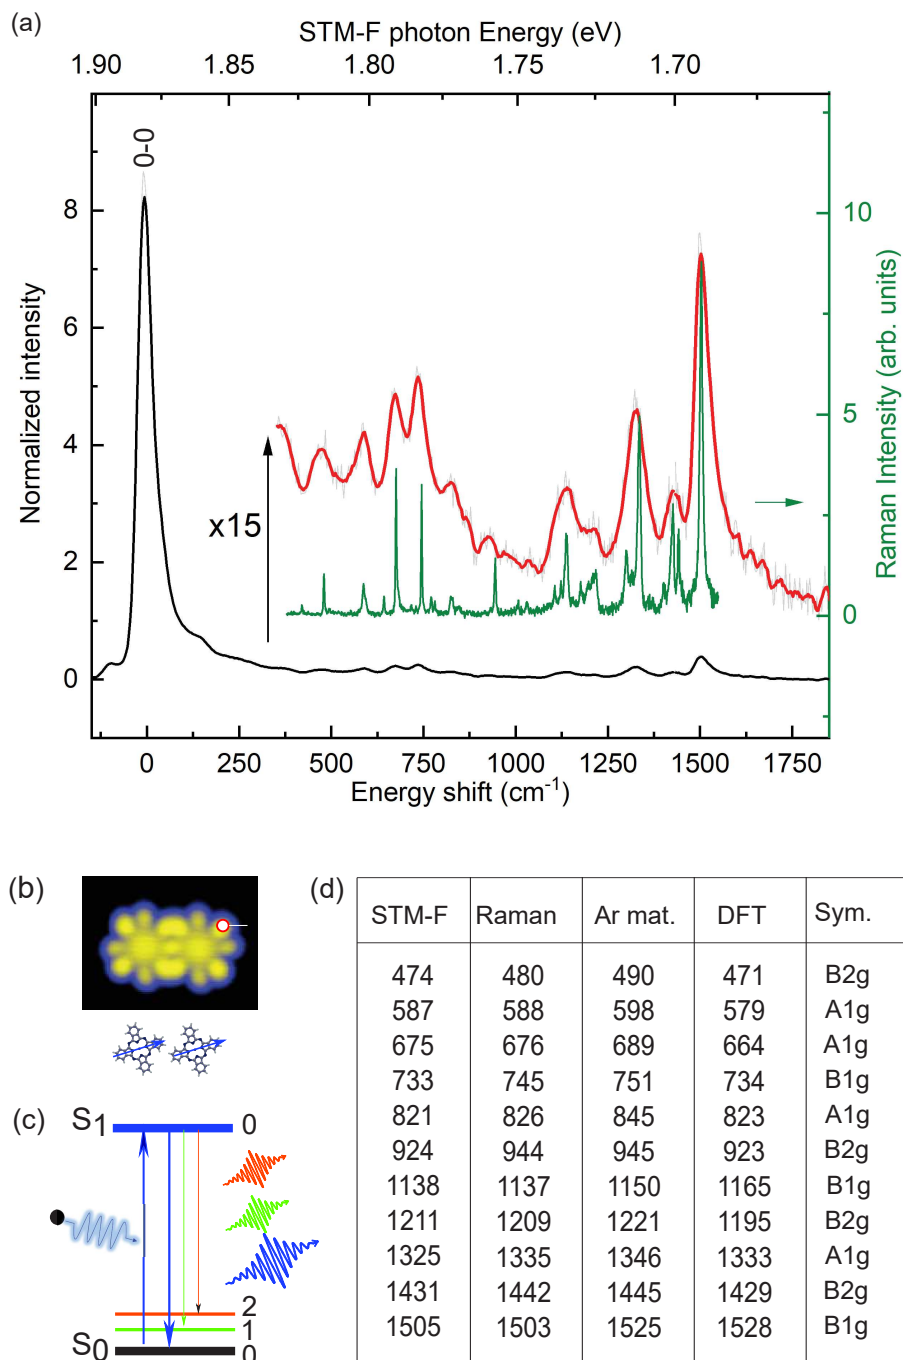 (a)
STM-F photon Energy (eV)
1.90 1.85 1.80 1.75 1.70
0-0
8
6
4
2
0
Normalized intensity
x15
10
5
0
Raman Intensity (arb. units)
0 250 500 750 1000 1250 1500 1750
Energy shift (cm-1)
(b)
(c)
S1
0
2
1
S0
0
(d)
STM-F Raman Ar mat. DFT Sym.
474 480 490 471 B2g
587 588 598 579 A1g
675 676 689 664 A1g
733 745 751 734 B1g
821 826 845 823 A1g
924 944 945 923 B2g
1138 1137 1150 1165 B1g
1211 1209 1221 1195 B2g
1325 1335 1346 1333 A1g
1431 1442 1445 1429 B2g
1505 1503 1525 1528 B1g